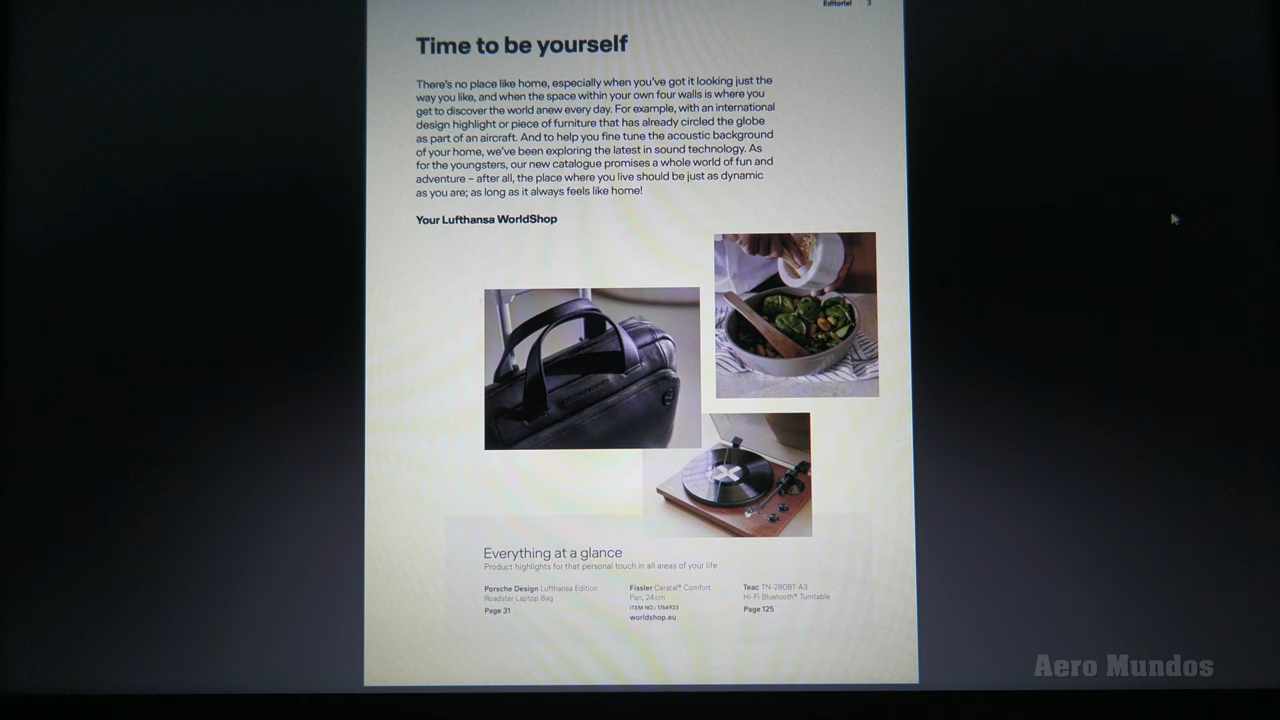 Editorial 3
Time to be yourself
There's no place like home, especially when you've got it looking just the
way you like, and when the space within your own four walls is where you
get to discover the world anew every day. For example, with an international
design highlight or piece of furniture that has already circled the globe
as part of an aircraft. And to help you fine tune the acoustic background
of your home, we've been exploring the latest in sound technology. As
for the youngsters, our new catalogue promises a whole world of fun and
adventure – after all, the place where you live should be just as dynamic
as you are; as long as it always feels like home!
Your Lufthansa WorldShop
Everything at a glance
Product highlights for that personal touch in all areas of your life
Porsche Design Lufthansa Edition
Roadster Laptop Bag
Page 31
Fissler Ceratal® Comfort
Pan, 24 cm
ITEM NO.: 1764923
worldshop.eu
Teac TN-280BT-A3
Hi-Fi Bluetooth® Turntable
Page 125
Aero Mundos